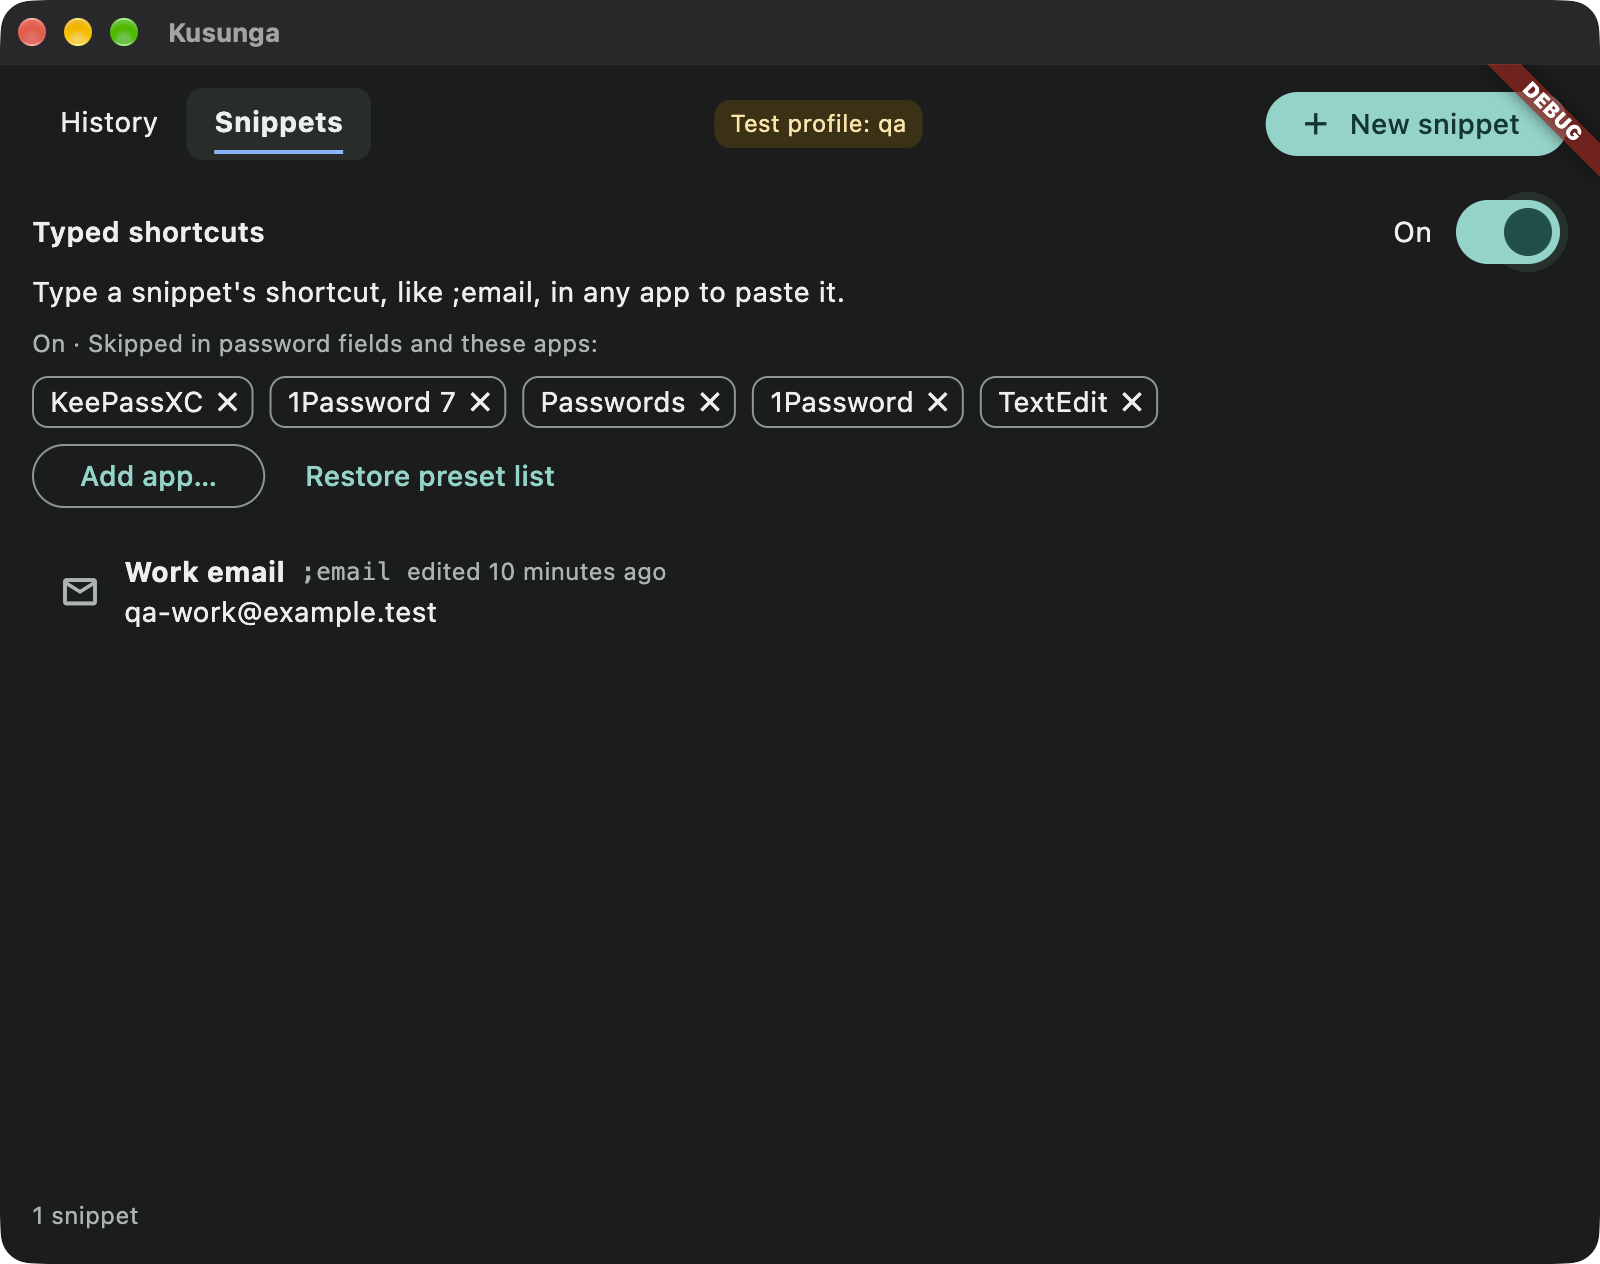 Kusunga
History
Snippets
Test profile: qa
+ New snippet
DEBUG
Typed shortcuts
On
Type a snippet's shortcut, like ;email, in any app to paste it.
On · Skipped in password fields and these apps:
KeePassXC ✕ 1Password 7 ✕ Passwords ✕ 1Password ✕ TextEdit ✕
Add app... Restore preset list
Work email ;email edited 10 minutes ago
qa-work@example.test
1 snippet